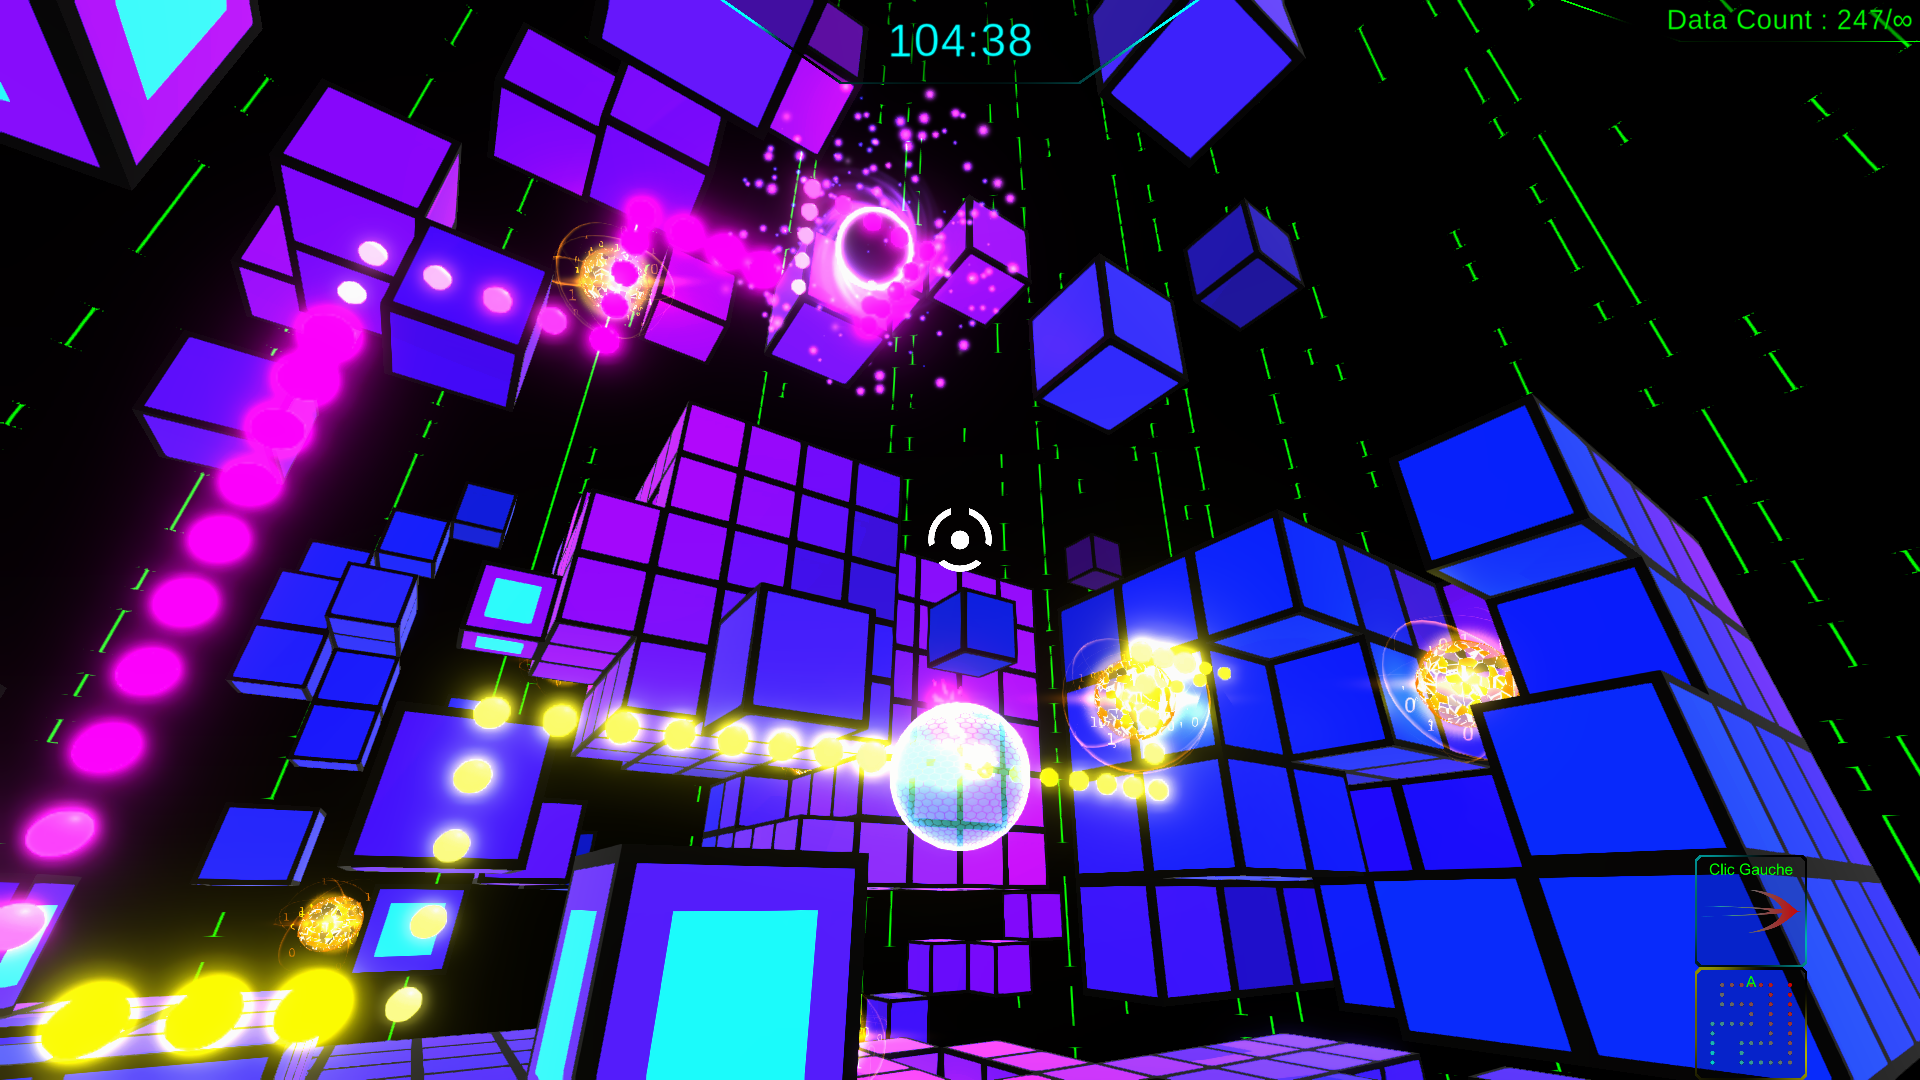 104:38
Data Count : 247/∞
Clic Gauche
A